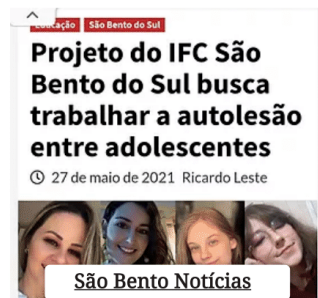 Educação São Bento do Sul
Projeto do IFC São
Bento do Sul busca
trabalhar a autolesão
entre adolescentes
27 de maio de 2021 Ricardo Leste
São Bento Notícias